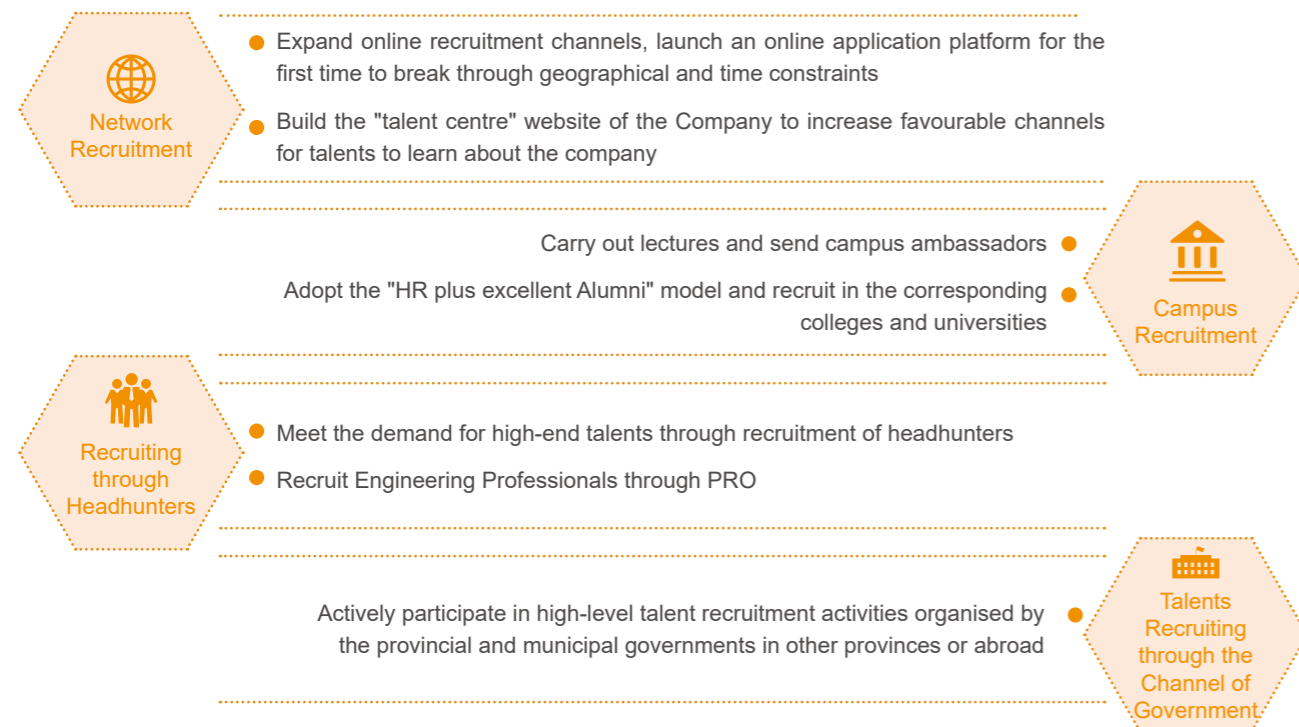 Network
Recruitment
Expand online recruitment channels, launch an online application platform for the
first time to break through geographical and time constraints
Build the "talent centre" website of the Company to increase favourable channels
for talents to learn about the company
Carry out lectures and send campus ambassadors
Adopt the "HR plus excellent Alumni" model and recruit in the corresponding
colleges and universities
Campus
Recruitment
Recruiting
through
Headhunters
Meet the demand for high-end talents through recruitment of headhunters
Recruit Engineering Professionals through PRO
Actively participate in high-level talent recruitment activities organised by
the provincial and municipal governments in other provinces or abroad
Talents
Recruiting
through the
Channel of
Government